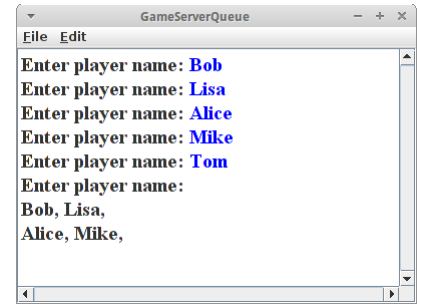 GameServerQueue
File Edit
Enter player name: Bob
Enter player name: Lisa
Enter player name: Alice
Enter player name: Mike
Enter player name: Tom
Enter player name:
Bob, Lisa,
Alice, Mike,